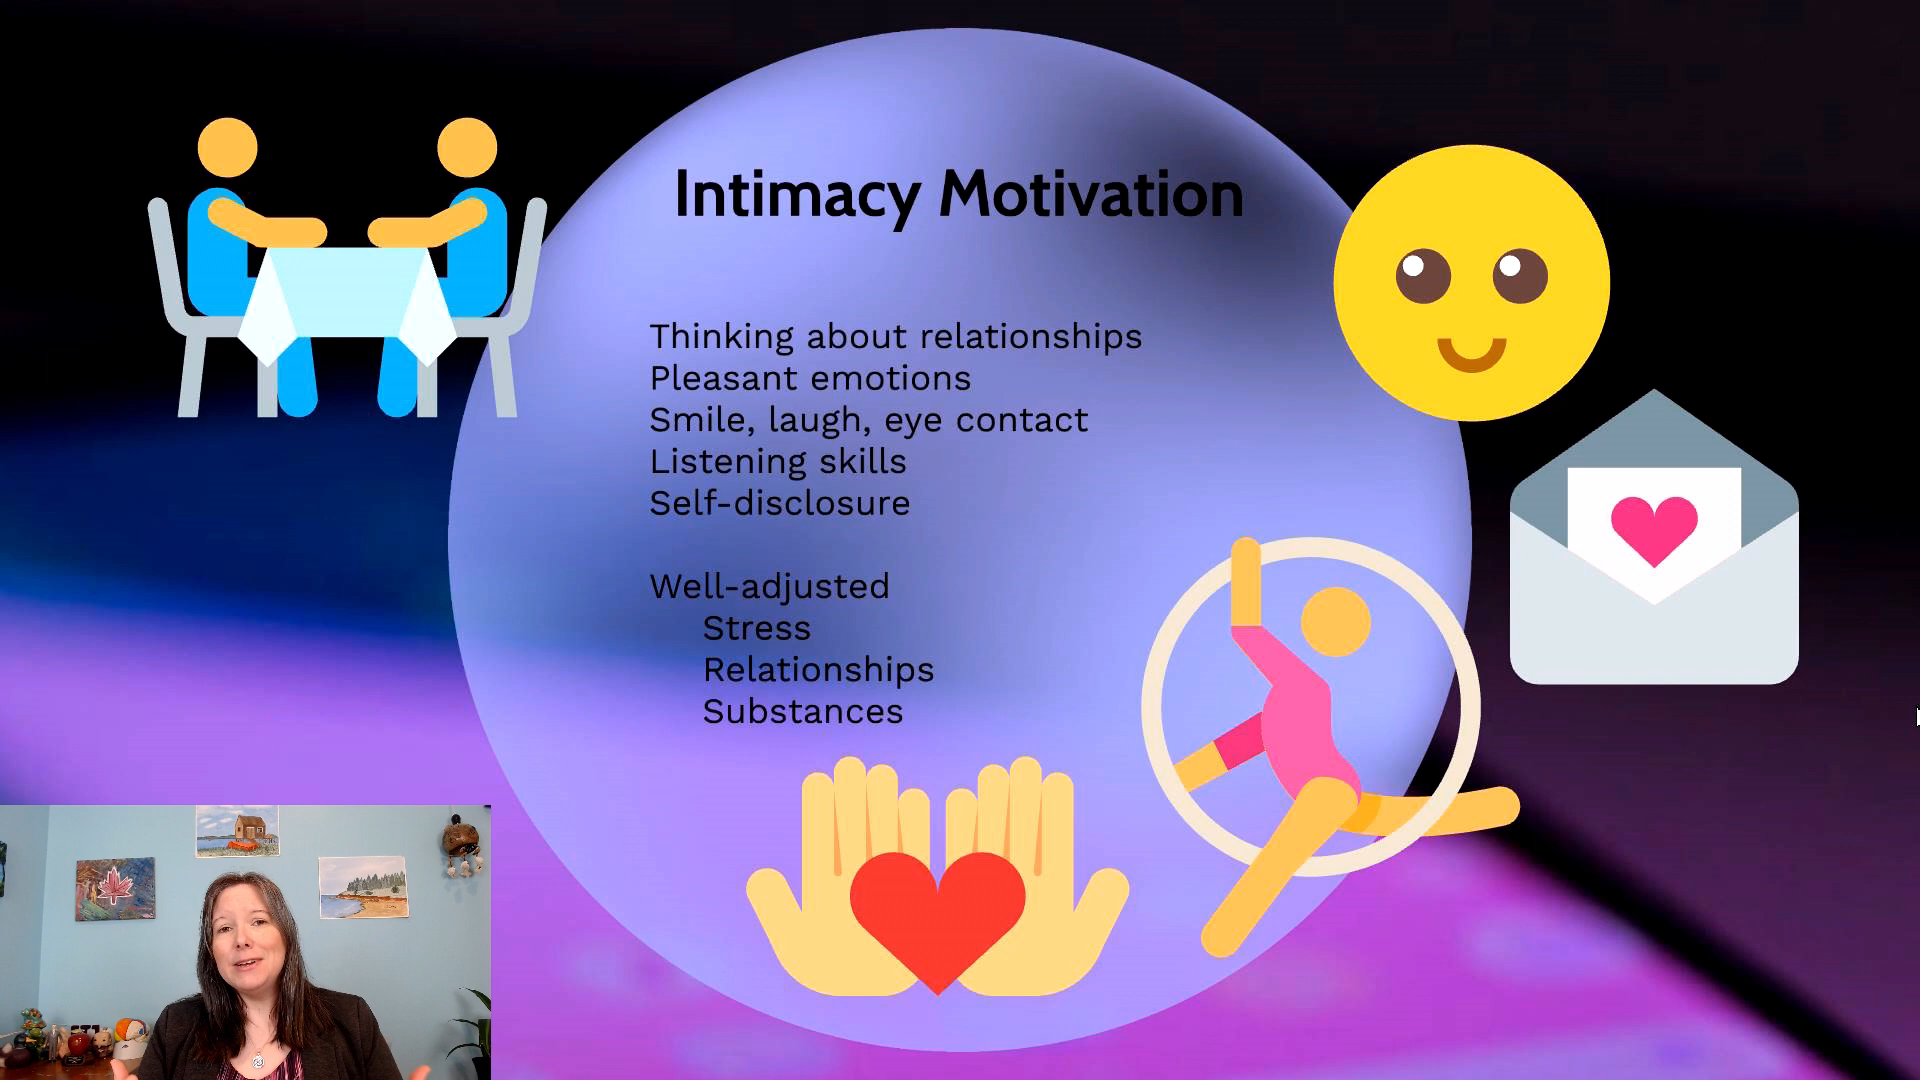 Intimacy Motivation
Thinking about relationships
Pleasant emotions
Smile, laugh, eye contact
Listening skills
Self-disclosure
Well-adjusted
Stress
Relationships
Substances